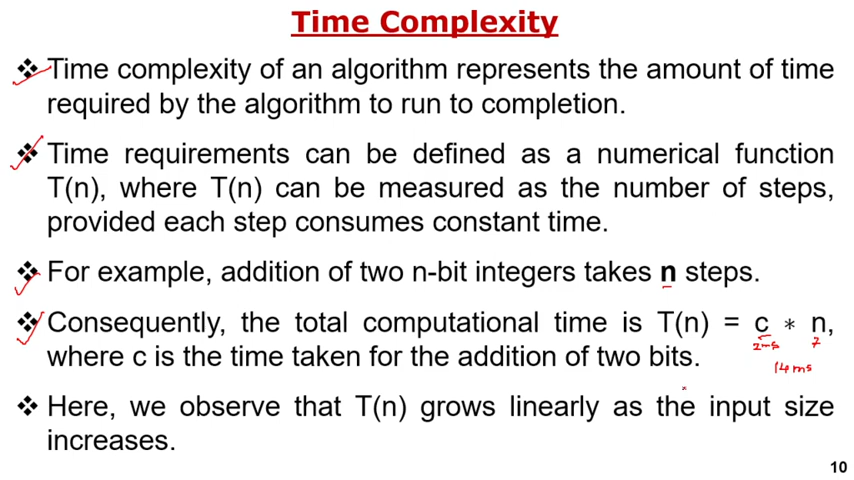 Time Complexity
❖ Time complexity of an algorithm represents the amount of time
required by the algorithm to run to completion.
❖ Time requirements can be defined as a numerical function
T(n), where T(n) can be measured as the number of steps,
provided each step consumes constant time.
❖ For example, addition of two n-bit integers takes n steps.
❖ Consequently, the total computational time is T(n) = c * n,
where c is the time taken for the addition of two bits.
2ms 7
14 ms
❖ Here, we observe that T(n) grows linearly as the input size
increases.
10